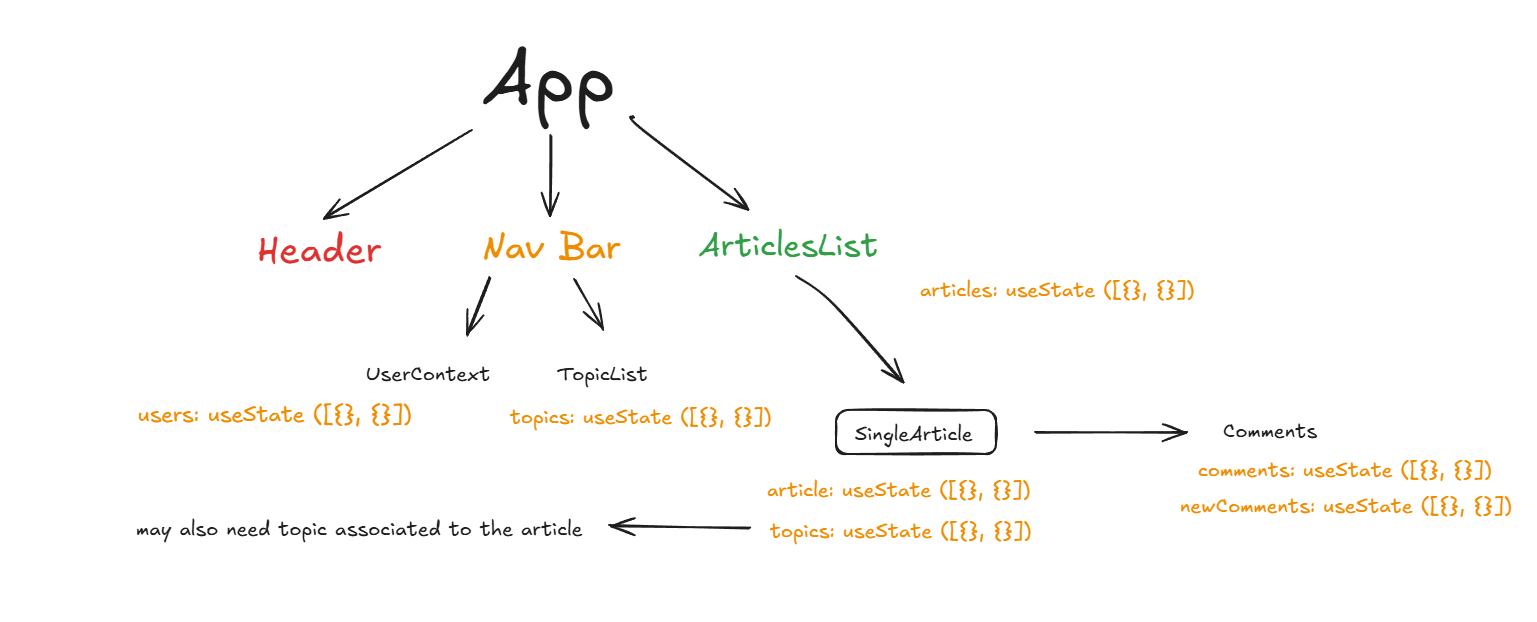 App
Header
Nav Bar
ArticlesList
articles: useState ([{}, {}])
UserContext
TopicList
users: useState ([{}, {}])
topics: useState ([{}, {}])
SingleArticle
Comments
comments: useState ([{}, {}])
article: useState ([{}, {}])
newComments: useState ([{}, {}])
may also need topic associated to the article
topics: useState ([{}, {}])